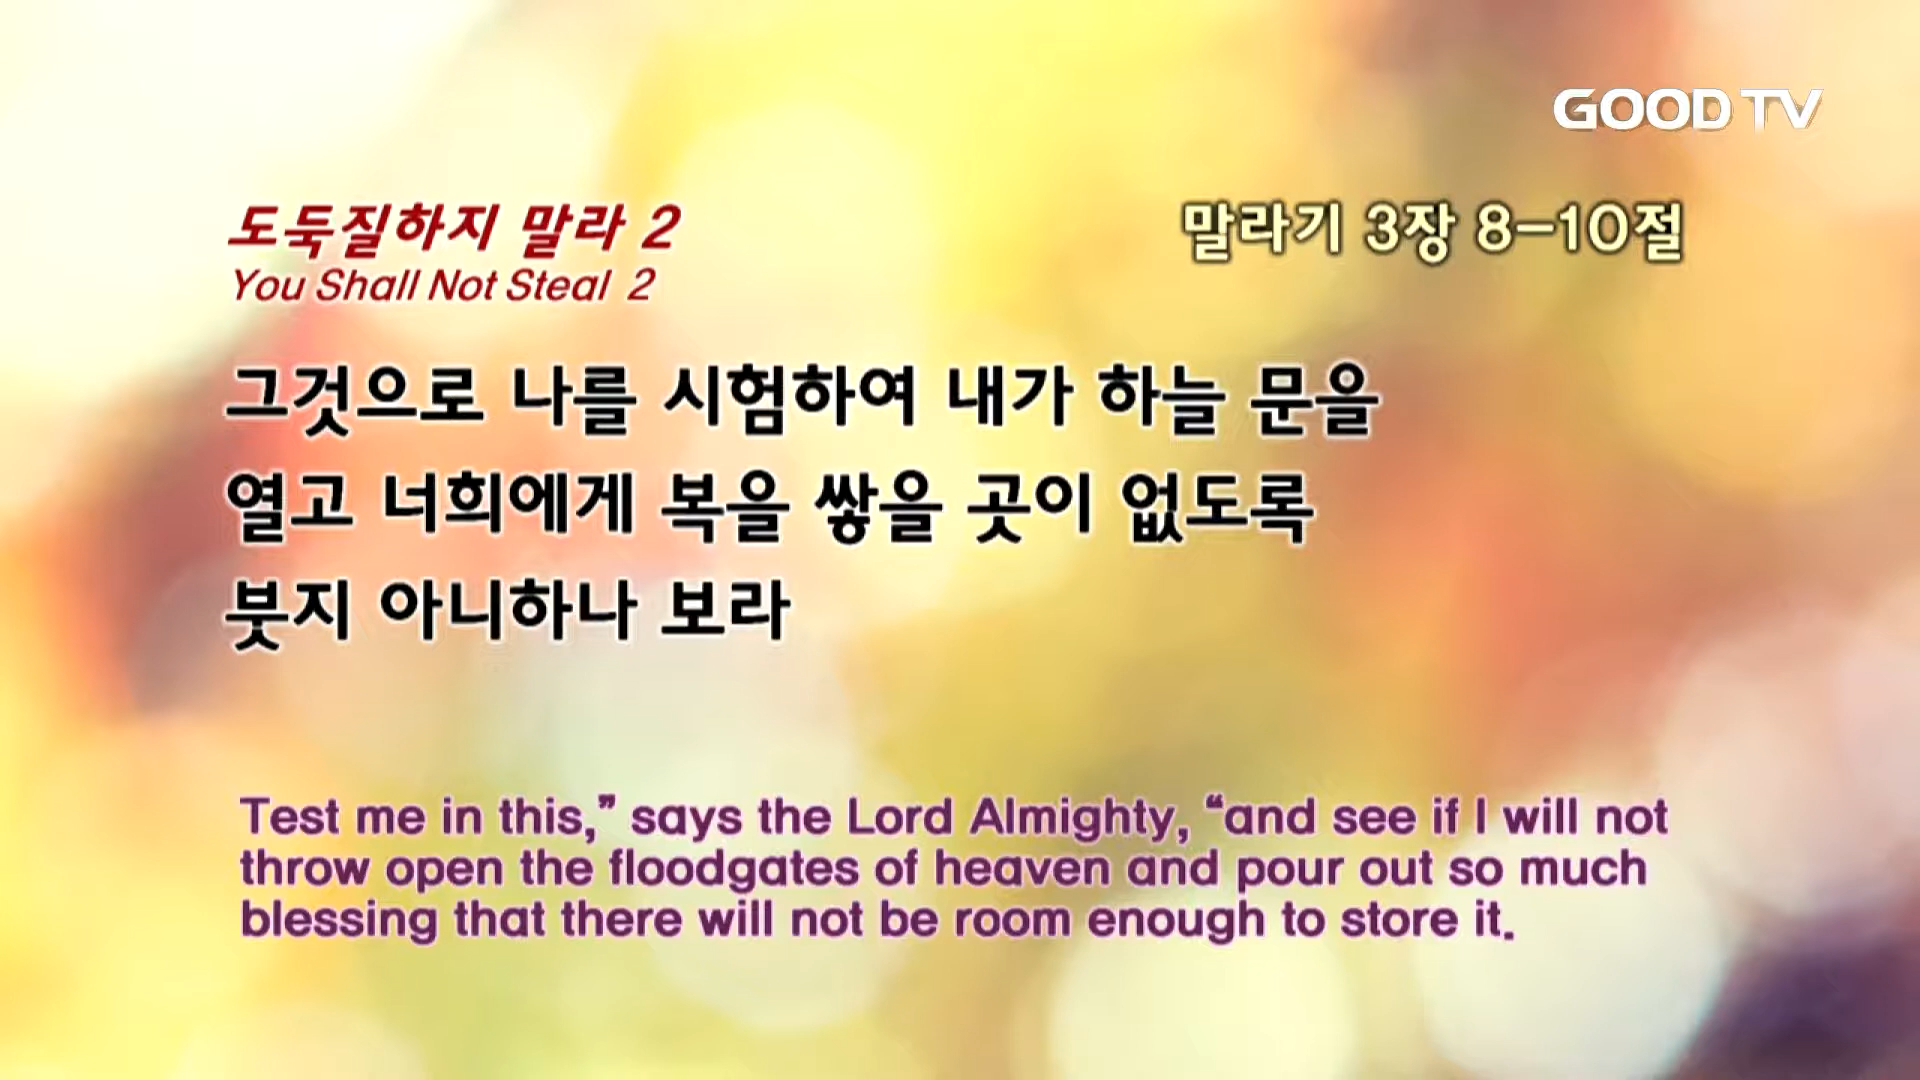 GOOD TV
도둑질하지 말라 2
You Shall Not Steal 2
말라기 3장 8-10절
그것으로 나를 시험하여 내가 하늘 문을
열고 너희에게 복을 쌓을 곳이 없도록
붓지 아니하나 보라
Test me in this,” says the Lord Almighty, “and see if I will not
throw open the floodgates of heaven and pour out so much
blessing that there will not be room enough to store it.